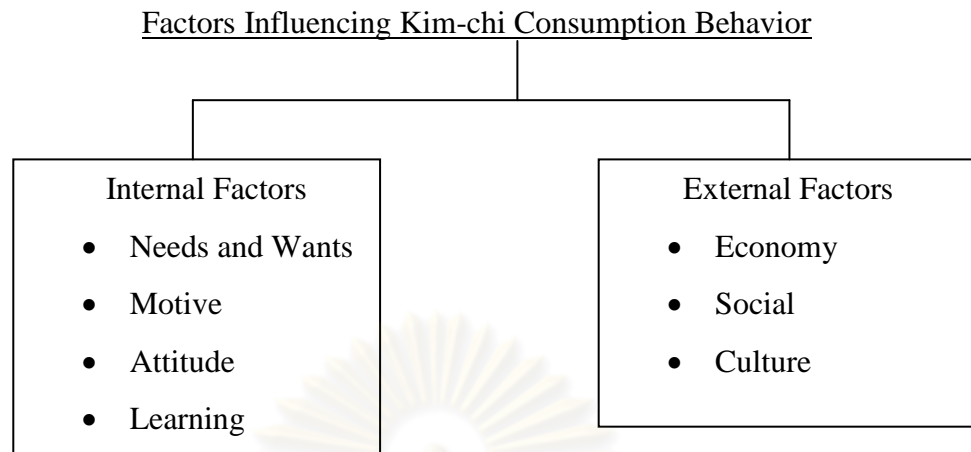 Factors Influencing Kim-chi Consumption Behavior
Internal Factors
• Needs and Wants
• Motive
• Attitude
• Learning
External Factors
• Economy
• Social
• Culture